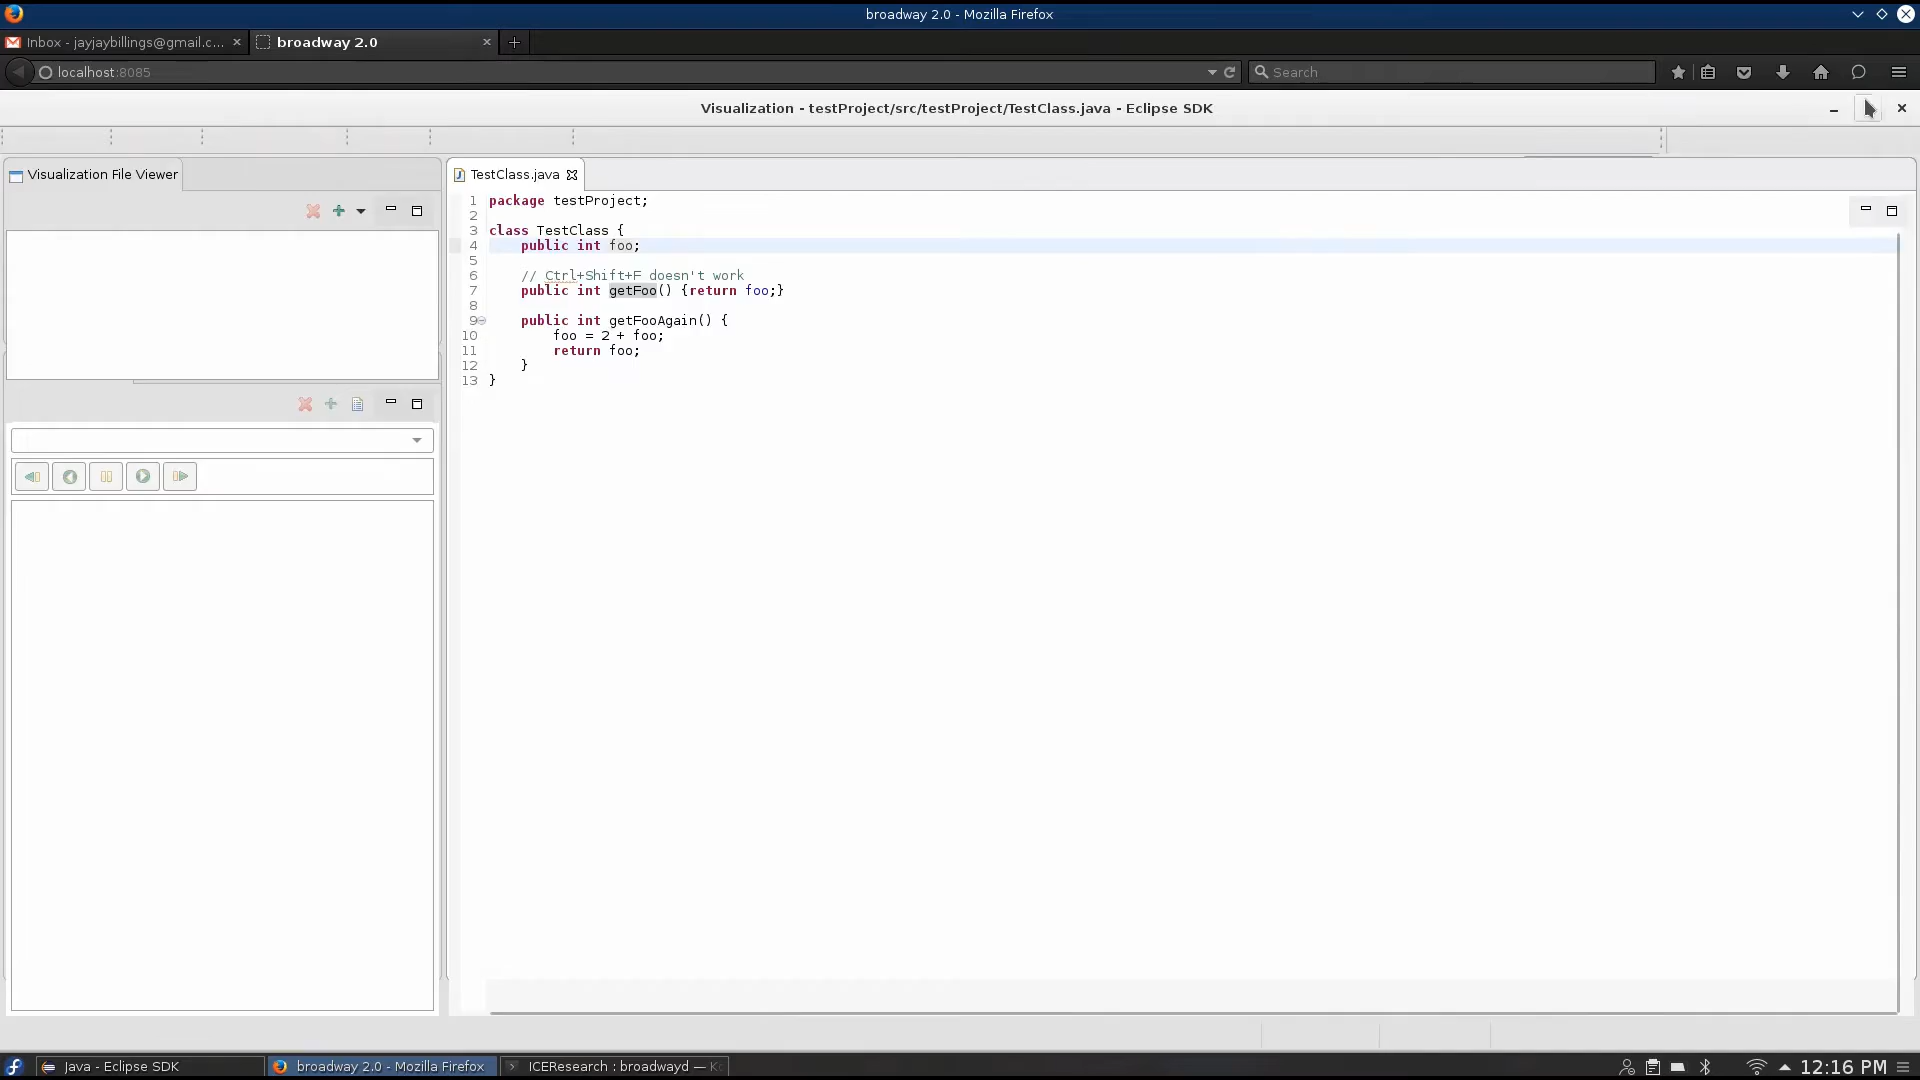 broadway 2.0 - Mozilla Firefox
Inbox - jayjaybillings@gmail.c...
broadway 2.0
localhost:8085
Search
Visualization - testProject/src/testProject/TestClass.java - Eclipse SDK
Visualization File Viewer
TestClass.java
1 package testProject;
2
3 class TestClass {
4 public int foo;
5
6 // Ctrl+Shift+F doesn't work
7 public int getFoo() {return foo;}
8
9 public int getFooAgain() {
10 foo = 2 + foo;
11 return foo;
12 }
13 }
Java - Eclipse SDK
broadway 2.0 - Mozilla Firefox
ICEResearch : broadwayd — K
12:16 PM